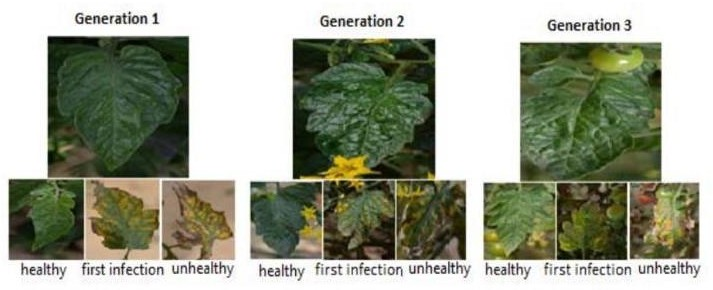 Generation 1
Generation 2
Generation 3
healthy first infection unhealthy
healthy first infection unhealthy
healthy first infection unhealthy